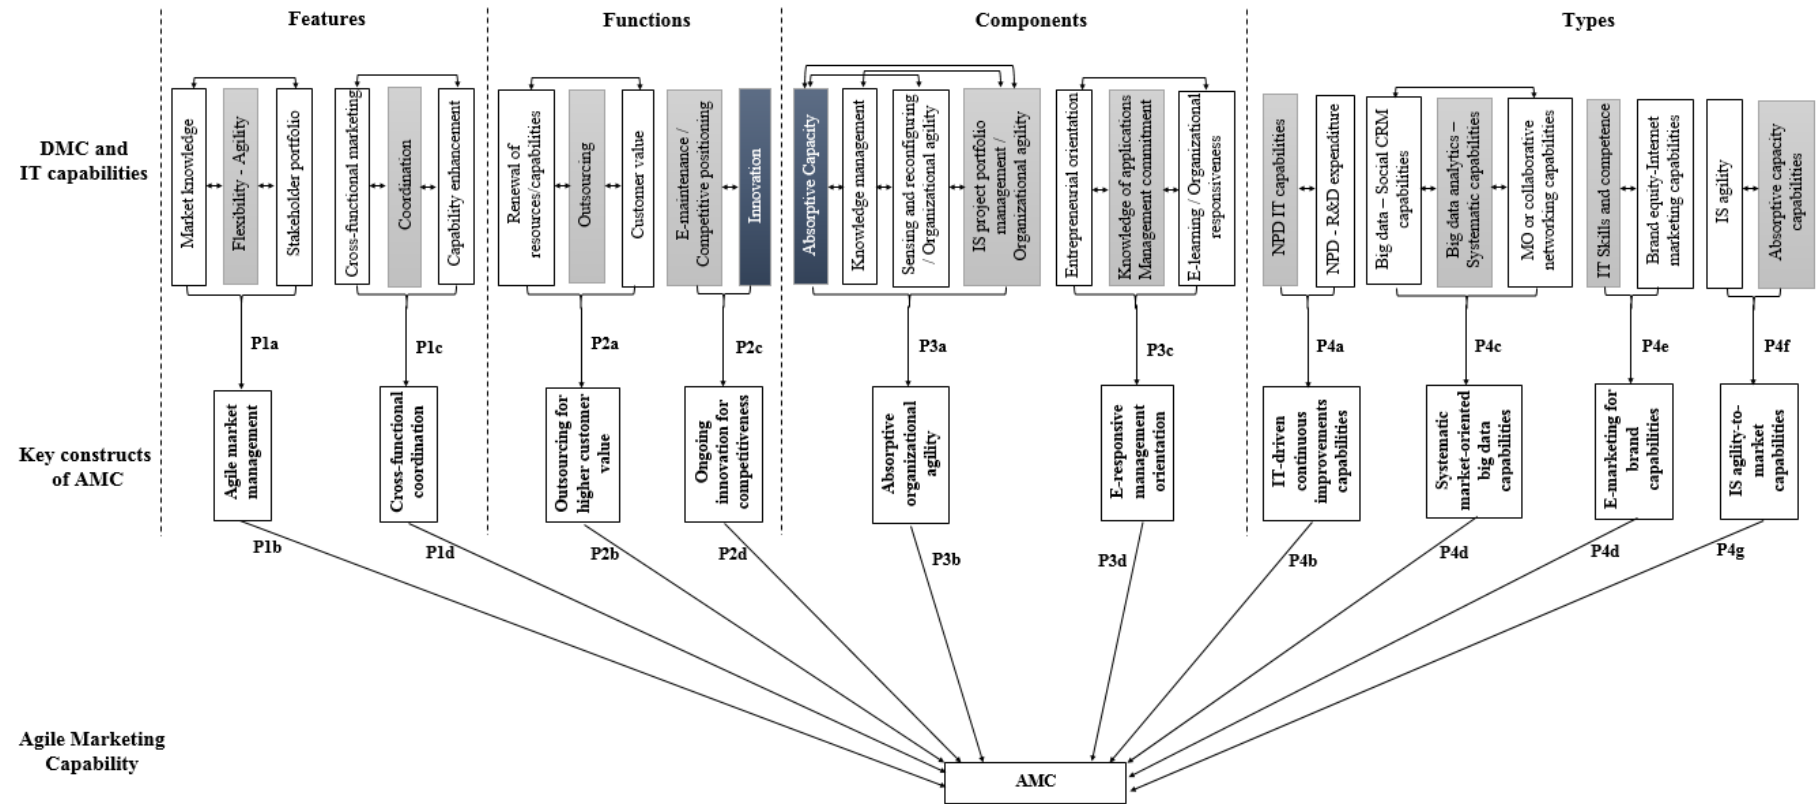 Features
Functions
Components
Types
DMC and
IT capabilities
Market knowledge
Flexibility - Agility
Stakeholder portfolio
Cross-functional marketing
Coordination
Capability enhancement
Renewal of
resources/capabilities
Outsourcing
Customer value
E-maintenance /
Competitive positioning
Innovation
Absorptive Capacity
Knowledge management
Sensing and reconfiguring
/ Organizational agility
IS project portfolio
management /
Organizational agility
Entrepreneurial orientation
Knowledge of applications
Management commitment
E-learning / Organizational
responsiveness
NPD IT capabilities
NPD - R&D expenditure
Big data – Social CRM
capabilities
Big data analytics –
Systematic capabilities
MO or collaborative
networking capabilities
IT Skills and competence
Brand equity-Internet
marketing capabilities
IS agility
Absorptive capacity
capabilities
P1a
P1c
P2a
P2c
P3a
P3c
P4a
P4c
P4e
P4f
Key constructs
of AMC
Agile market
management
Cross-functional
coordination
Outsourcing for
higher customer
value
Ongoing
innovation for
competitiveness
Absorptive
organizational
agility
E-responsive
management
orientation
IT-driven
continuous
improvements
capabilities
Systematic
market-oriented
big data
capabilities
E-marketing for
brand
capabilities
IS agility-to-
market
capabilities
P1b
P1d
P2b
P2d
P3b
P3d
P4b
P4d
P4d
P4g
Agile Marketing
Capability
AMC